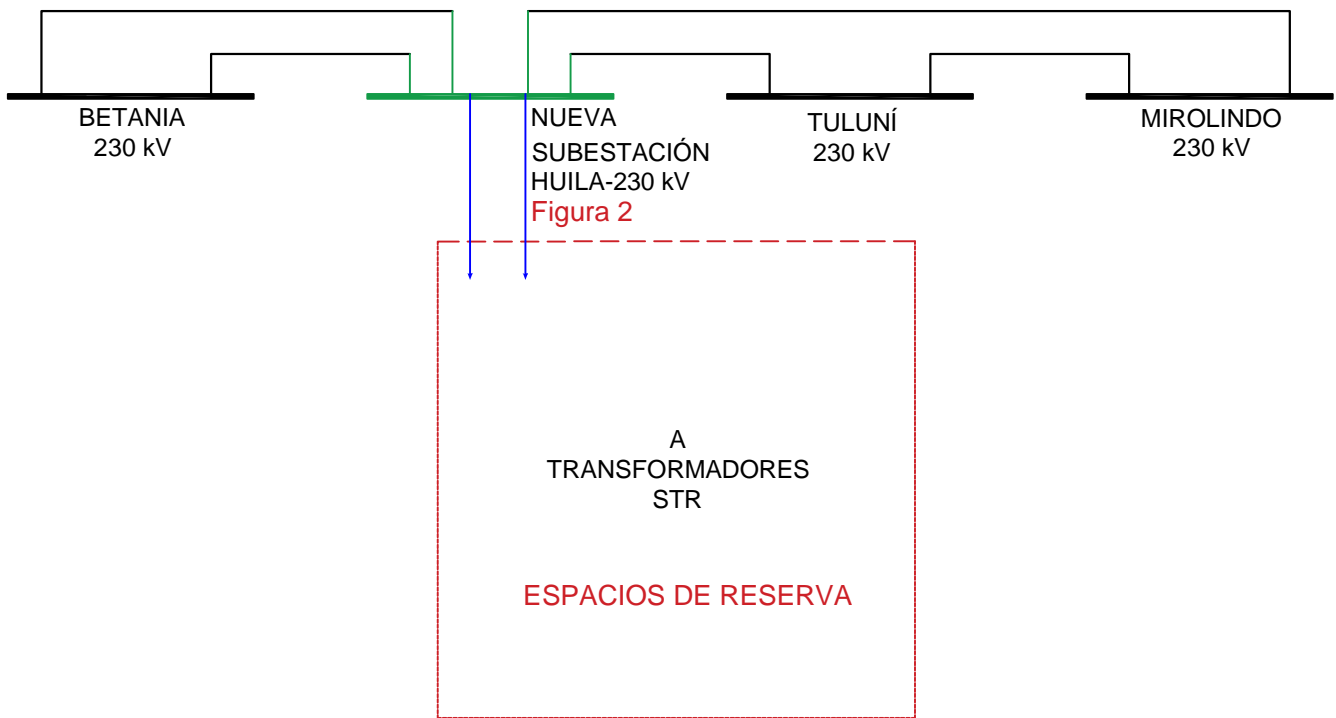 BETANIA
230 kV
NUEVA
SUBESTACIÓN
HUILA-230 kV
Figura 2
TULUNÍ
230 kV
MIROLINDO
230 kV
A
TRANSFORMADORES
STR
ESPACIOS DE RESERVA